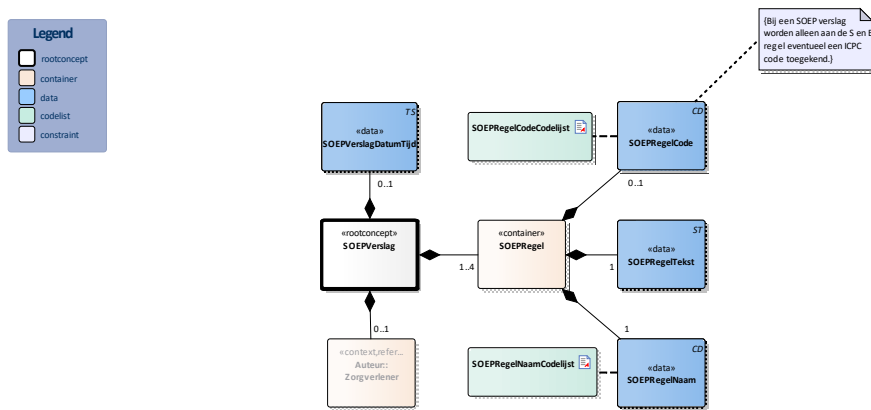 Legend
rootconcept
container
data
codelist
constraint
{Bij een SOEP verslag
worden alleen aan de S en E
regel eventueel een ICPC
code toegekend.}
TS
«data»
SOEPVerslagDatumTijd
SOEPRegelCodeCodelijst
CD
«data»
SOEPRegelCode
0..1
0..1
«rootconcept»
SOEPVerslag
1..4
«container»
SOEPRegel
1
ST
«data»
SOEPRegelTekst
0..1
1
«context,refer...
Auteur::
Zorgverlener
SOEPRegelNaamCodelijst
CD
«data»
SOEPRegelNaam